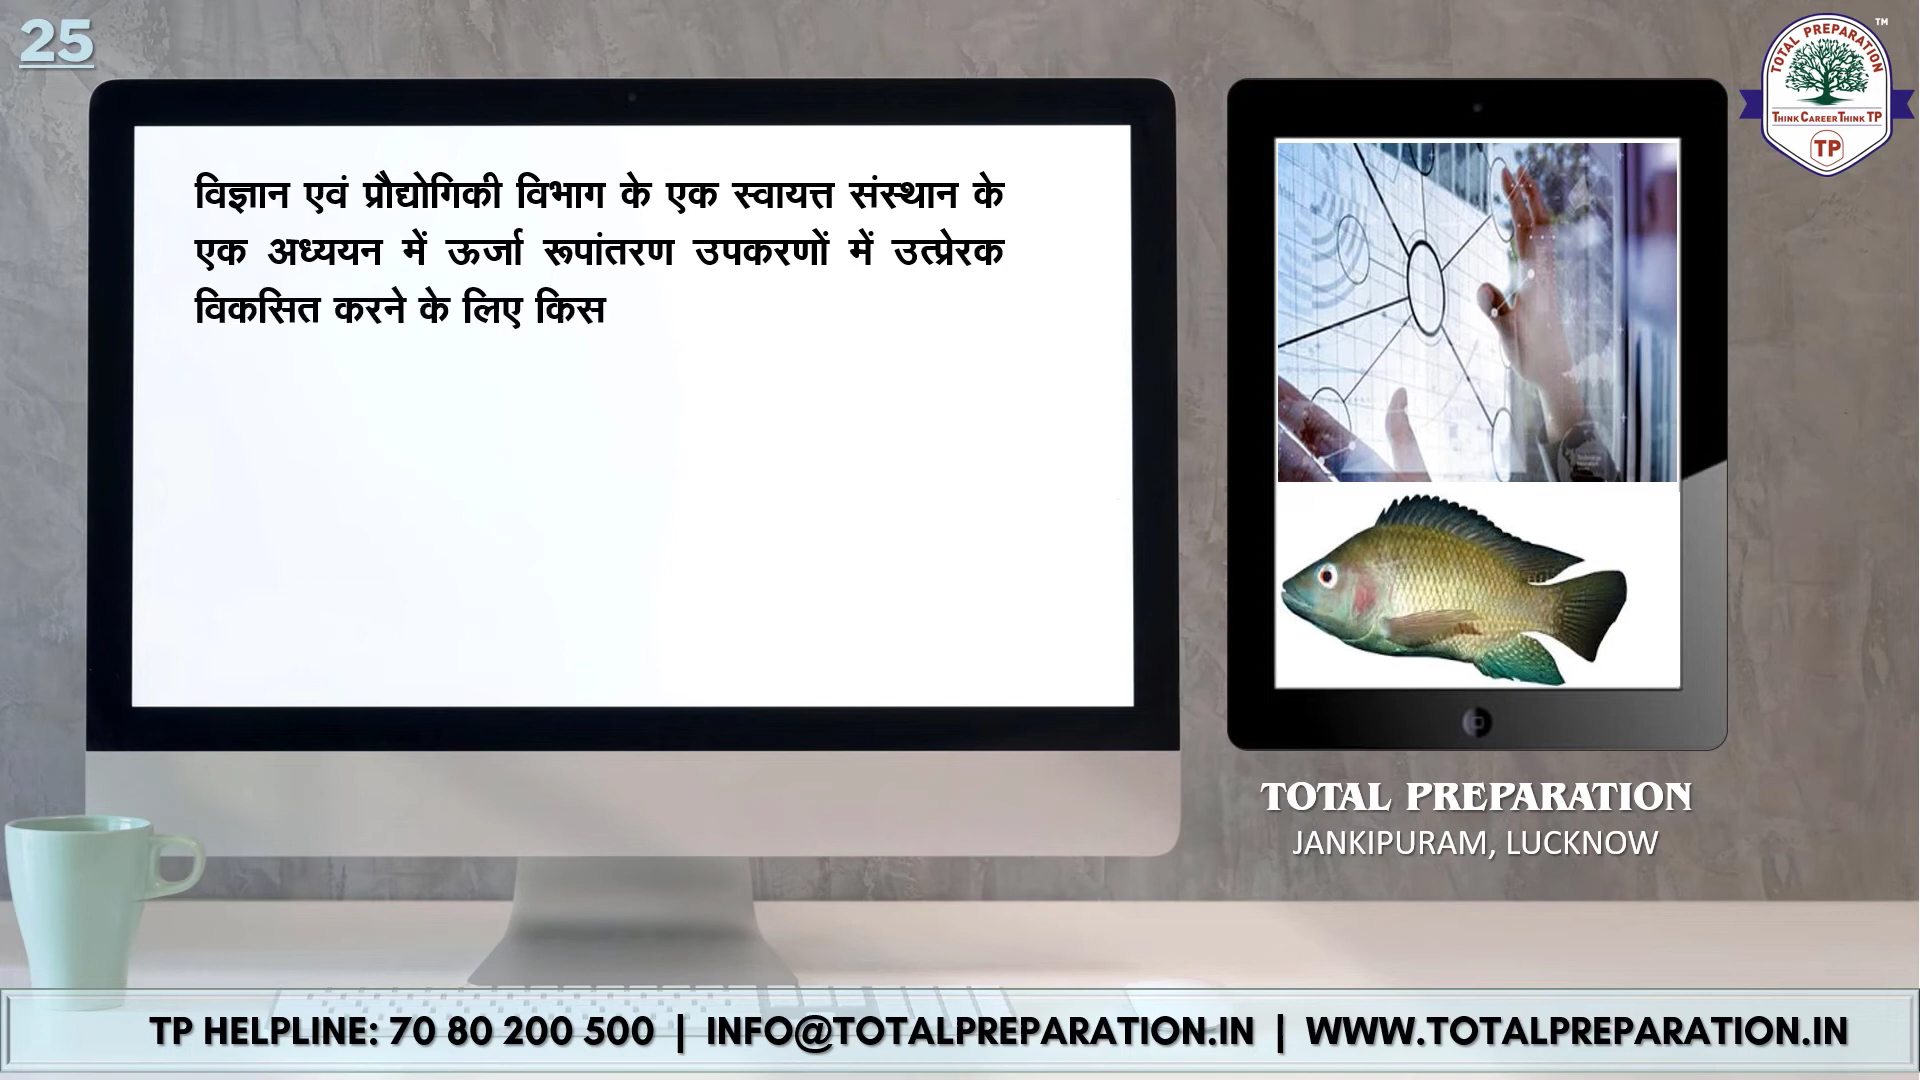 25
विज्ञान एवं प्रौद्योगिकी विभाग के एक स्वायत्त संस्थान के
एक अध्ययन में ऊर्जा रूपांतरण उपकरणों में उत्प्रेरक
विकसित करने के लिए किस
TOTAL PREPARATION
TM
THINK CAREER THINK TP
TP
TOTAL PREPARATION
JANKIPURAM, LUCKNOW
TP HELPLINE: 70 80 200 500 | INFO@TOTALPREPARATION.IN | WWW.TOTALPREPARATION.IN